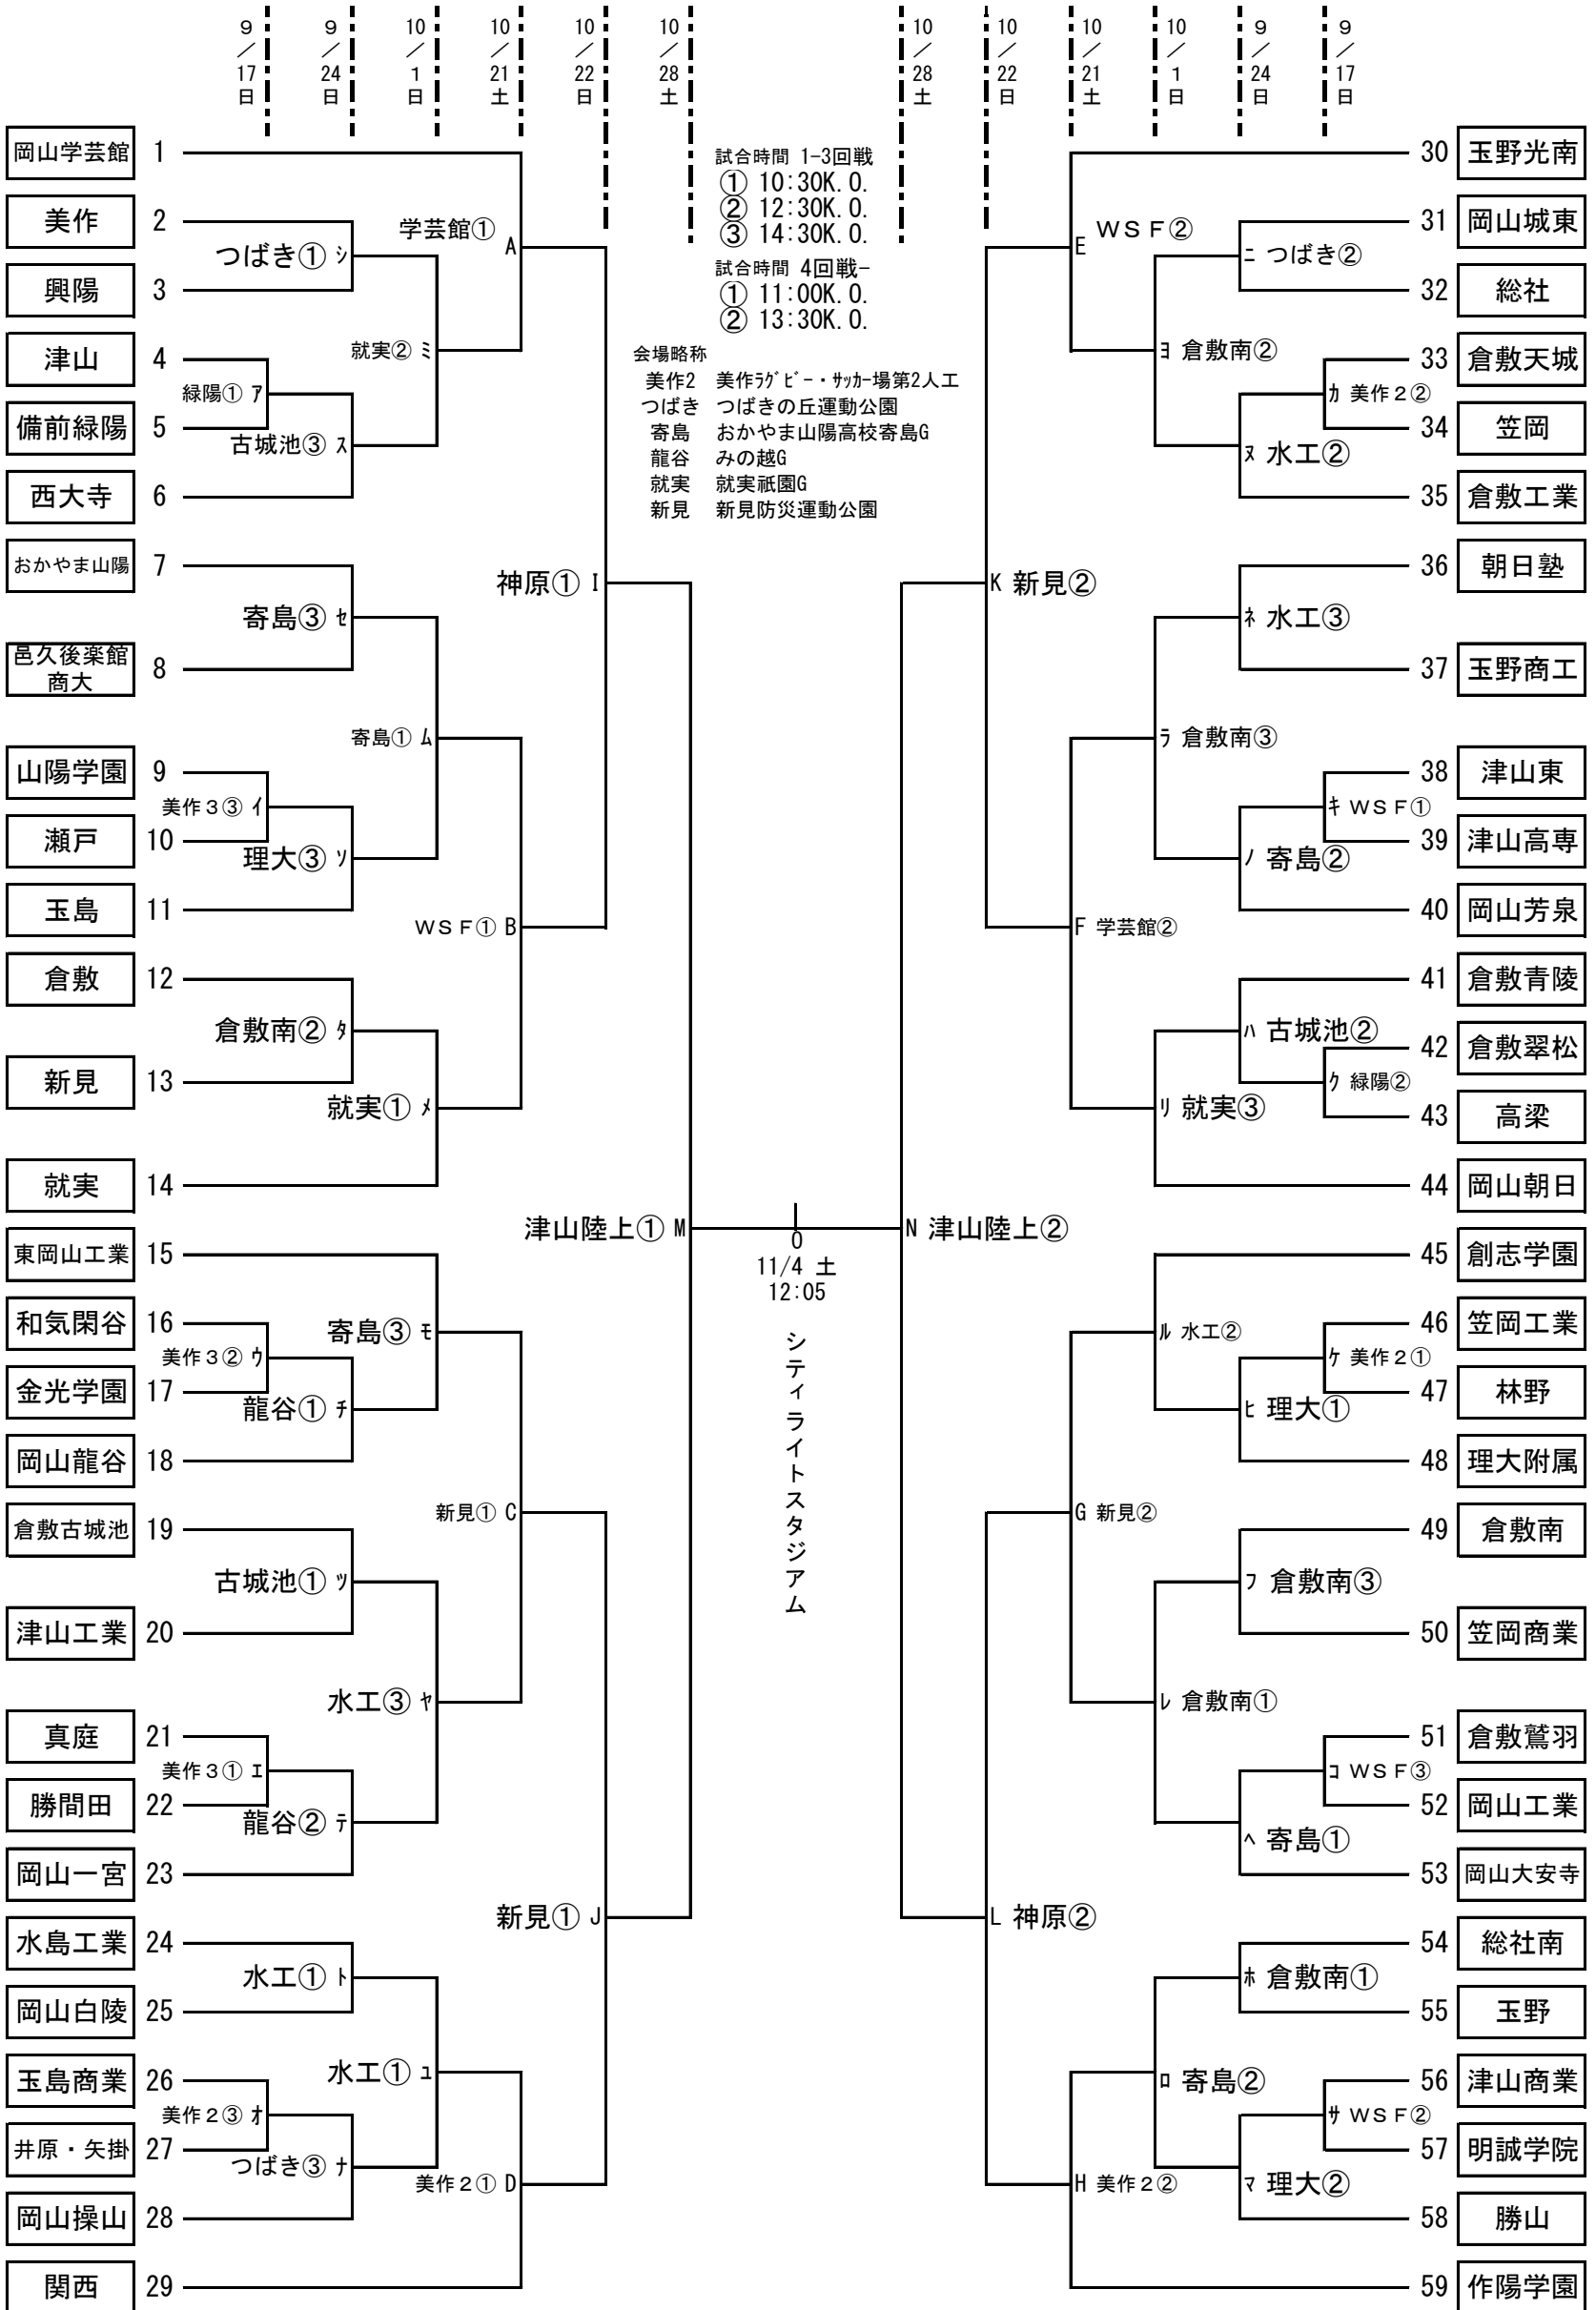 9/17日 9/24日 10/1日 10/21土 10/22日 10/28土 10/28土 10/22日 10/21土 10/1日 9/24日 9/17日
試合時間 1-3回戦
① 10:30K.O.
② 12:30K.O.
③ 14:30K.O.
試合時間 4回戦-
① 11:00K.O.
② 13:30K.O.
会場略称
美作2 美作ﾗｸﾞﾋﾞｰ・ｻｯｶｰ場第2人工
つばき つばきの丘運動公園
寄島 おかやま山陽高校寄島G
龍谷 みの越G
就実 就実祇園G
新見 新見防災運動公園
岡山学芸館 1
美作 2
つばき① ｼ
興陽 3
学芸館① A
津山 4
就実② ﾐ
緑陽① ｱ
備前緑陽 5
古城池③ ｽ
西大寺 6
おかやま山陽 7
神原① I
寄島③ ｾ
邑久後楽館
商大 8
寄島① ﾑ
山陽学園 9
美作3③ ｲ
瀬戸 10
理大③ ｿ
玉島 11
WSF① B
倉敷 12
倉敷南② ﾀ
新見 13
就実① ﾒ
就実 14
津山陸上① M
東岡山工業 15
和気閑谷 16
寄島③ ﾓ
美作3② ｳ
金光学園 17
龍谷① ﾁ
岡山龍谷 18
新見① C
倉敷古城池 19
古城池① ﾂ
津山工業 20
水工③ ﾔ
真庭 21
美作3① ｴ
勝間田 22
龍谷② ﾃ
岡山一宮 23
新見① J
水島工業 24
水工① ﾄ
岡山白陵 25
水工① ﾕ
玉島商業 26
美作2③ ｵ
井原・矢掛 27
つばき③ ﾅ
美作2① D
岡山操山 28
関西 29
O
11/4 土
12:05
シティライトスタジアム
30 玉野光南
31 岡山城東
E WSF②
ﾆ つばき②
32 総社
33 倉敷天城
ﾖ 倉敷南②
ｶ 美作2②
34 笠岡
ﾇ 水工②
35 倉敷工業
36 朝日塾
K 新見②
ﾈ 水工③
37 玉野商工
ﾗ 倉敷南③
38 津山東
ｷ WSF①
39 津山高専
ﾉ 寄島②
40 岡山芳泉
F 学芸館②
41 倉敷青陵
ﾊ 古城池②
42 倉敷翠松
ｸ 緑陽②
43 高梁
ﾘ 就実③
44 岡山朝日
N 津山陸上②
45 創志学園
46 笠岡工業
ﾙ 水工②
ｹ 美作2①
47 林野
ﾋ 理大①
48 理大附属
G 新見②
49 倉敷南
ﾌ 倉敷南③
50 笠岡商業
ﾚ 倉敷南①
51 倉敷鷲羽
ｺ WSF③
52 岡山工業
ﾍ 寄島①
53 岡山大安寺
L 神原②
54 総社南
ﾎ 倉敷南①
55 玉野
ﾛ 寄島②
56 津山商業
ｻ WSF②
57 明誠学院
ﾏ 理大②
H 美作2②
58 勝山
59 作陽学園